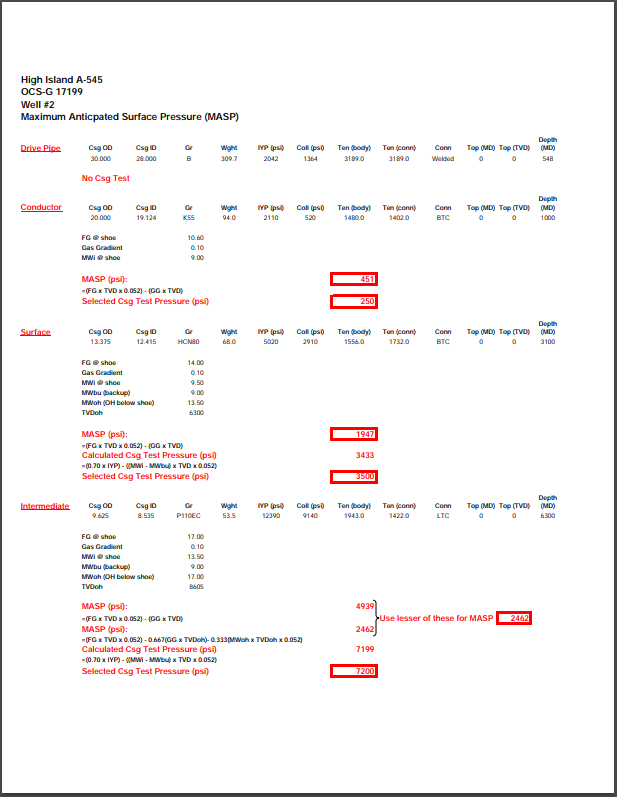 High Island A-545
OCS-G 17199
Well #2
Maximum Anticpated Surface Pressure (MASP)
Drive Pipe Csg OD Csg ID Gr Wght IYP (psi) Coll (psi) Ten (body) Ten (conn) Conn Top (MD) Top (TVD) Depth (MD)
30.000 28.000 B 309.7 2042 1364 3189.0 3189.0 Welded 0 0 548
No Csg Test
Conductor Csg OD Csg ID Gr Wght IYP (psi) Coll (psi) Ten (body) Ten (conn) Conn Top (MD) Top (TVD) Depth (MD)
20.000 19.124 K55 94.0 2110 520 1480.0 1402.0 BTC 0 0 1000
FG @ shoe 10.60
Gas Gradient 0.10
MWi @ shoe 9.00
MASP (psi): 451
=(FG x TVD x 0.052) - (GG x TVD)
Selected Csg Test Pressure (psi) 250
Surface Csg OD Csg ID Gr Wght IYP (psi) Coll (psi) Ten (body) Ten (conn) Conn Top (MD) Top (TVD) Depth (MD)
13.375 12.415 HCN80 68.0 5020 2910 1556.0 1732.0 BTC 0 0 3100
FG @ shoe 14.00
Gas Gradient 0.10
MWi @ shoe 9.50
MWbu (backup) 9.00
MWoh (OH below shoe) 13.50
TVDoh 6300
MASP (psi): 1947
=(FG x TVD x 0.052) - (GG x TVD)
Calculated Csg Test Pressure (psi) 3433
=(0.70 x IYP) - ((MWi - MWbu) x TVD x 0.052)
Selected Csg Test Pressure (psi) 3500
Intermediate Csg OD Csg ID Gr Wght IYP (psi) Coll (psi) Ten (body) Ten (conn) Conn Top (MD) Top (TVD) Depth (MD)
9.625 8.535 P110EC 53.5 12390 9140 1943.0 1422.0 LTC 0 0 6300
FG @ shoe 17.00
Gas Gradient 0.10
MWi @ shoe 13.50
MWbu (backup) 9.00
MWoh (OH below shoe) 17.00
TVDoh 8605
MASP (psi): 4939
=(FG x TVD x 0.052) - (GG x TVD) Use lesser of these for MASP 2462
MASP (psi): 2462
=(FG x TVD x 0.052) - 0.667(GG x TVDoh)- 0.333(MWoh x TVDoh x 0.052)
Calculated Csg Test Pressure (psi) 7199
=(0.70 x IYP) - ((MWi - MWbu) x TVD x 0.052)
Selected Csg Test Pressure (psi) 7200